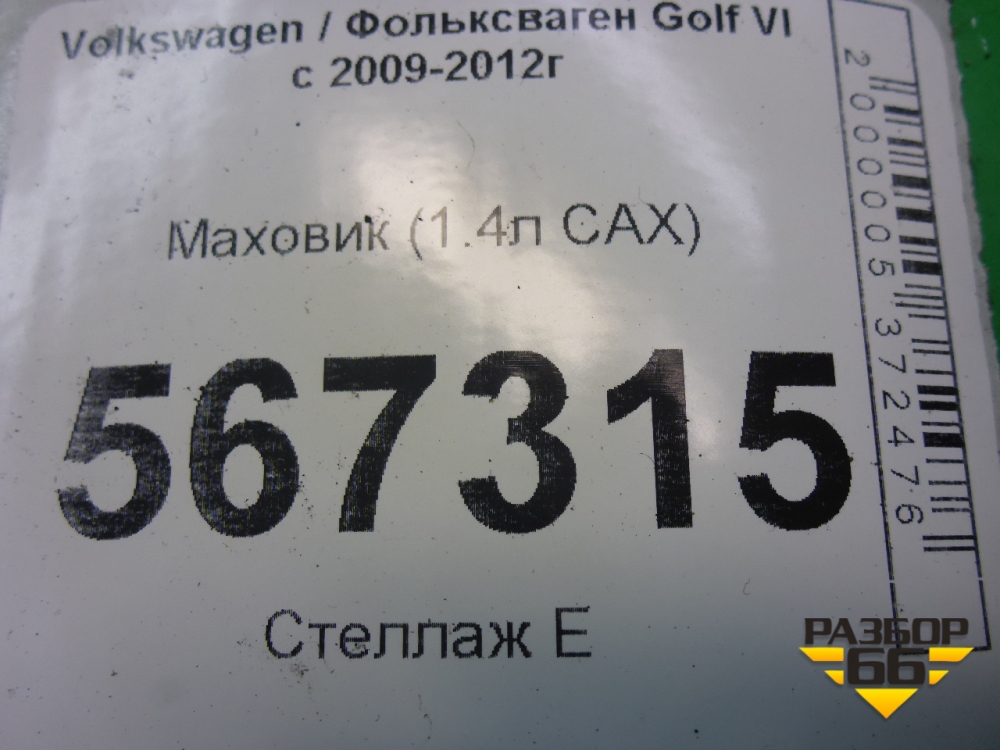 Volkswagen / Фольксваген Golf VI
с 2009-2012г
Маховик (1.4л CAX)
567315
Стеллаж Е
2000005372476
РАЗБОР
66